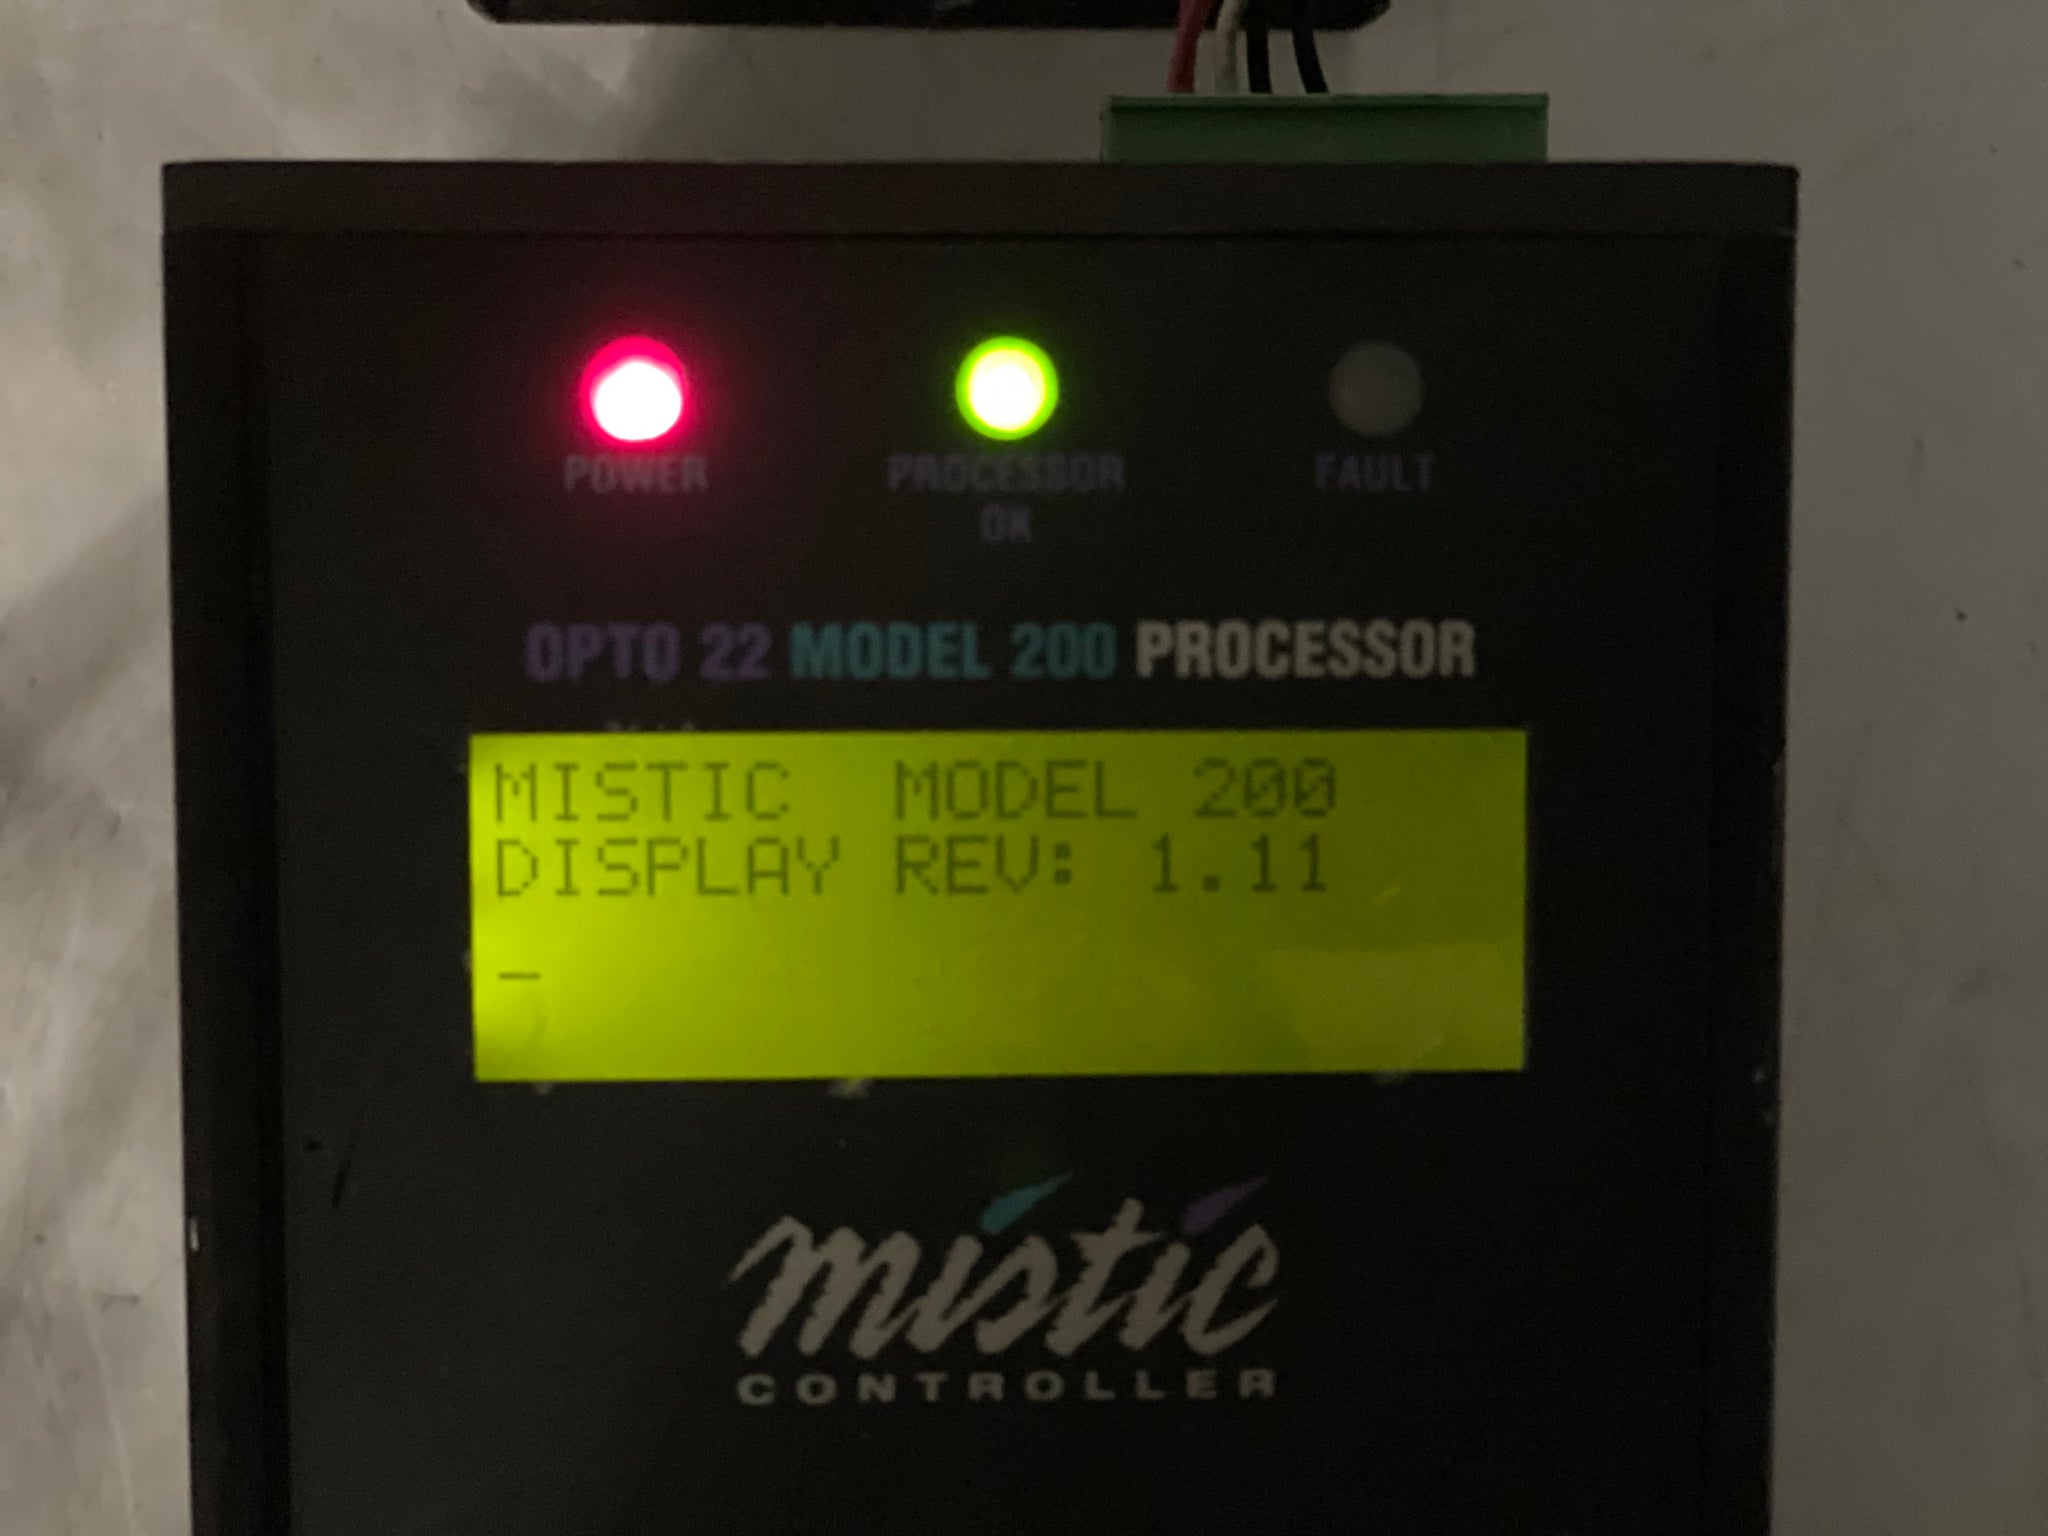 POWER
PROCESSOR
OK
FAULT
OPTO 22 MODEL 200 PROCESSOR
MISTIC  MODEL 200
DISPLAY REV: 1.11
_
mistic
CONTROLLER